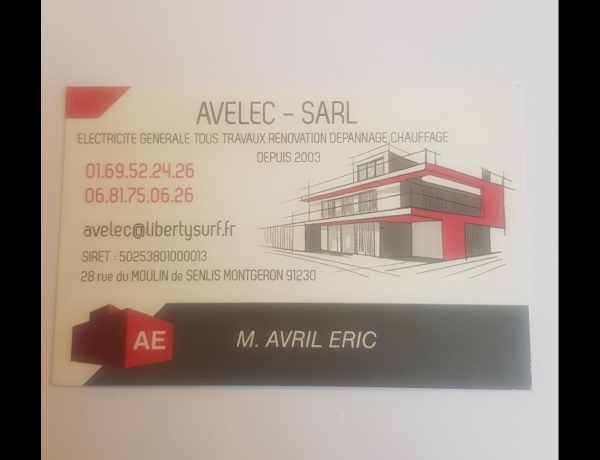 AVELEC - SARL
ELECTRICITE GENERALE TOUS TRAVAUX RENOVATION DEPANNAGE CHAUFFAGE
DEPUIS 2003
01.69.52.24.26
06.81.75.06.26
avelec@libertysurf.fr
SIRET : 50253801000013
28 rue du MOULIN de SENLIS MONTGERON 91230
AE
M. AVRIL ERIC